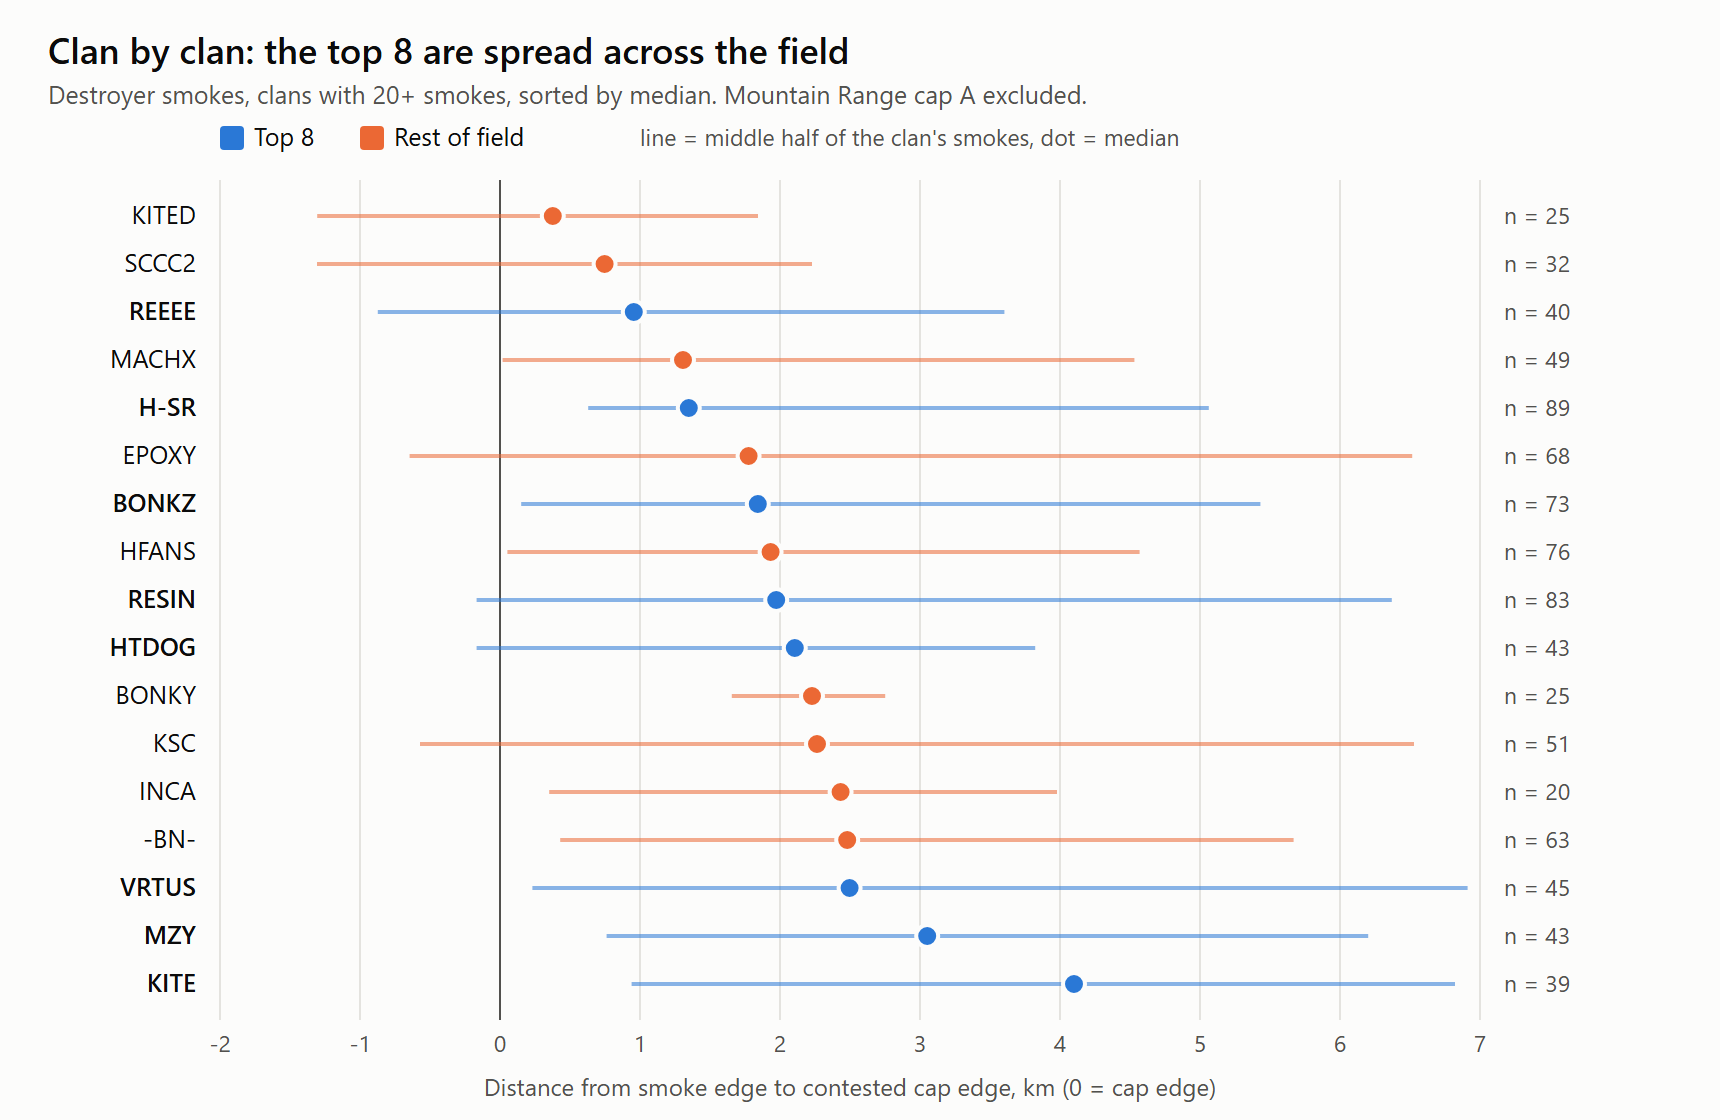 Clan by clan: the top 8 are spread across the field
Destroyer smokes, clans with 20+ smokes, sorted by median. Mountain Range cap A excluded.
Top 8 Rest of field line = middle half of the clan's smokes, dot = median
KITED n = 25
SCCC2 n = 32
REEEE n = 40
MACHX n = 49
H-SR n = 89
EPOXY n = 68
BONKZ n = 73
HFANS n = 76
RESIN n = 83
HTDOG n = 43
BONKY n = 25
KSC n = 51
INCA n = 20
-BN- n = 63
VRTUS n = 45
MZY n = 43
KITE n = 39
-2 -1 0 1 2 3 4 5 6 7
Distance from smoke edge to contested cap edge, km (0 = cap edge)